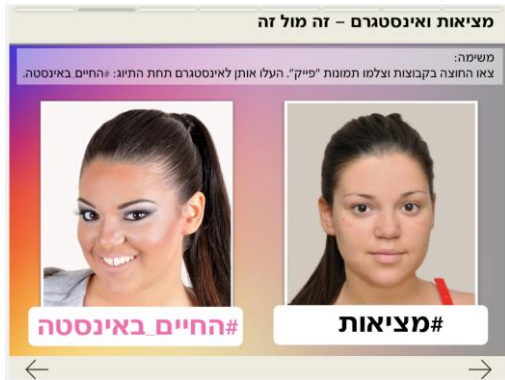 מציאות ואינסטגרם – זה מול זה
משימה:
צאו החוצה בקבוצות וצלמו תמונות "פייק". העלו אותן לאינסטגרם תחת התיוג: #החיים_באינסטה.
#מציאות
#החיים_באינסטה